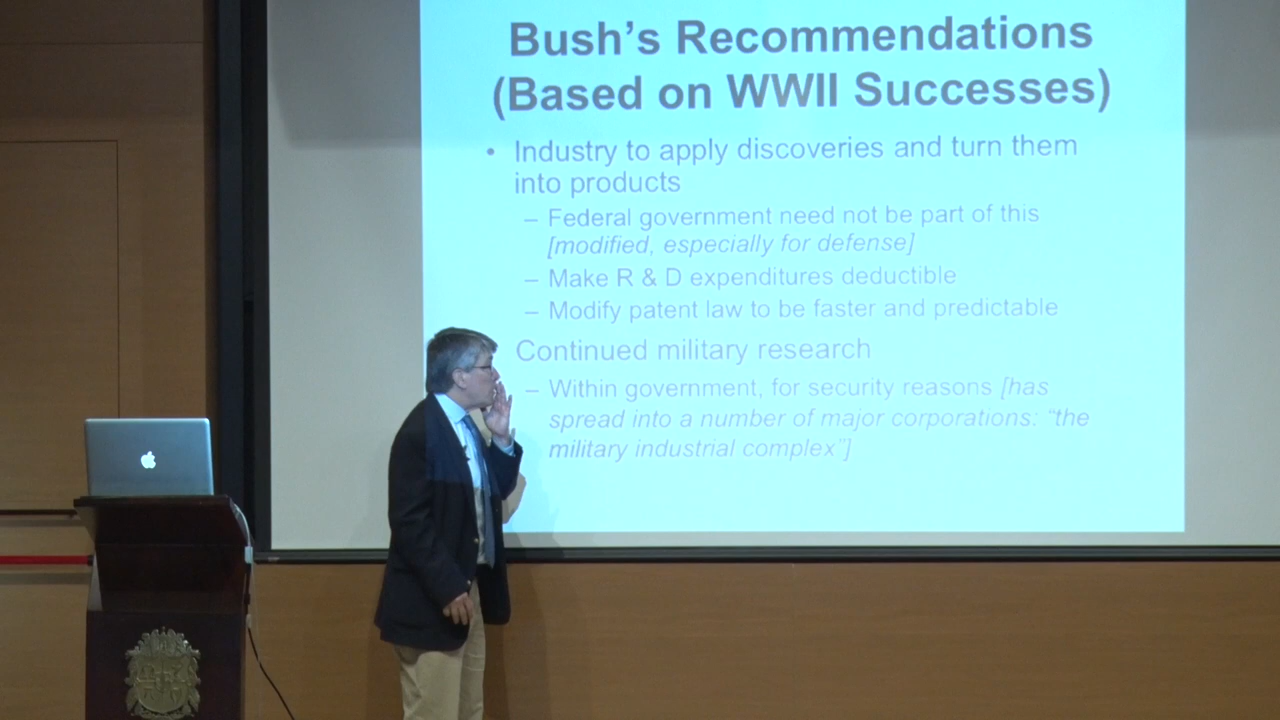 Bush's Recommendations
(Based on WWII Successes)
• Industry to apply discoveries and turn them
into products
– Federal government need not be part of this
[modified, especially for defense]
– Make R & D expenditures deductible
– Modify patent law to be faster and predictable
Continued military research
– Within government, for security reasons [has
spread into a number of major corporations: “the
military industrial complex”]